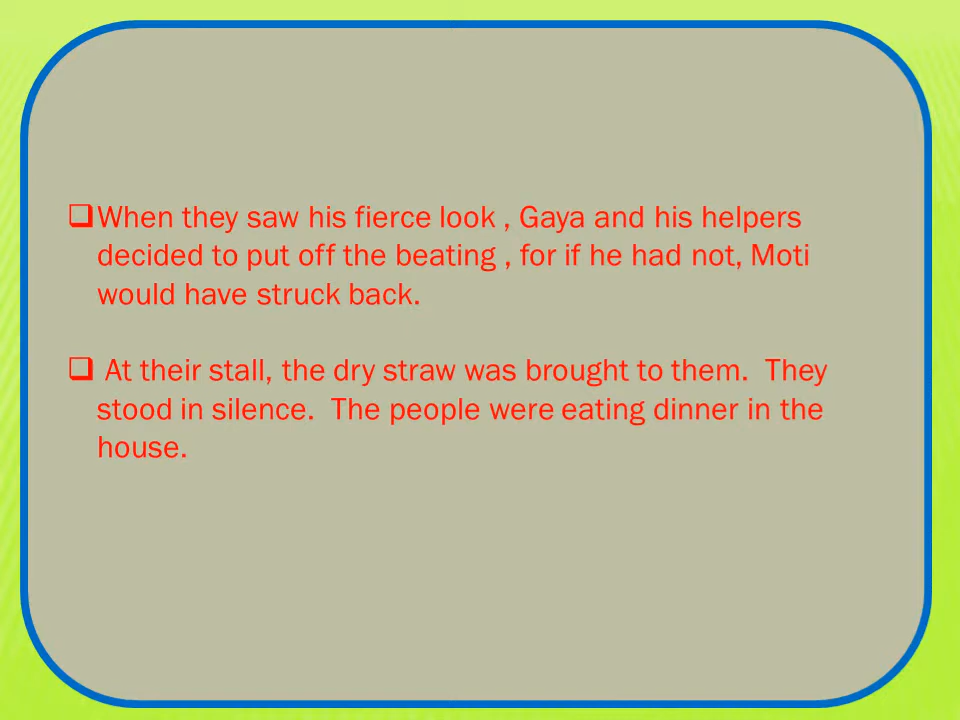 ❑When they saw his fierce look , Gaya and his helpers
decided to put off the beating , for if he had not, Moti
would have struck back.
❑ At their stall, the dry straw was brought to them.  They
stood in silence.  The people were eating dinner in the
house.